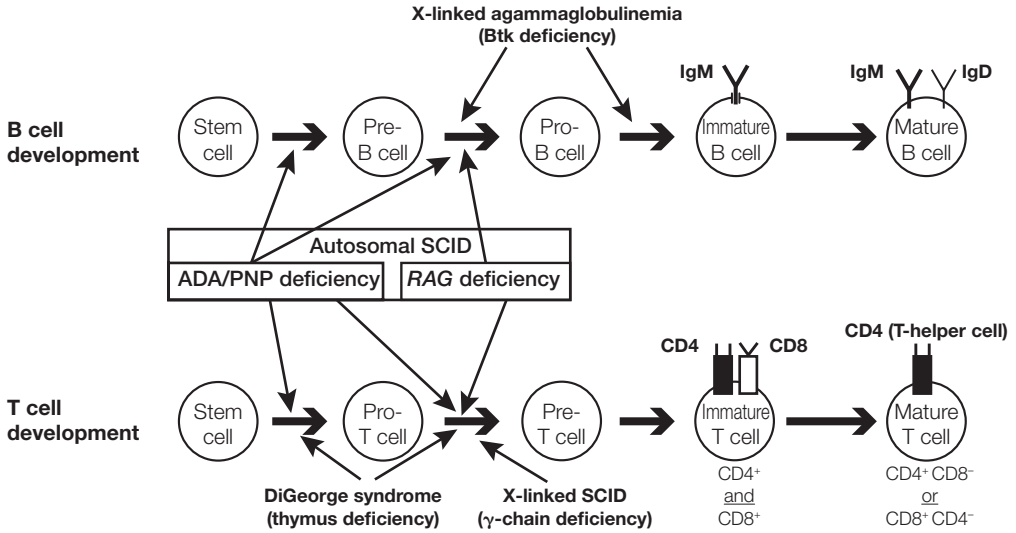 X-linked agammaglobulinemia
(Btk deficiency)
IgM
IgM
IgD
B cell
development
Stem
cell
Pre-
B cell
Pro-
B cell
Immature
B cell
Mature
B cell
Autosomal SCID
ADA/PNP deficiency
RAG deficiency
CD4
CD8
CD4 (T-helper cell)
T cell
development
Stem
cell
Pro-
T cell
Pre-
T cell
Immature
T cell
Mature
T cell
CD4⁺
and
CD8⁺
CD4⁺ CD8⁻
or
CD8⁺ CD4⁻
DiGeorge syndrome
(thymus deficiency)
X-linked SCID
(γ-chain deficiency)